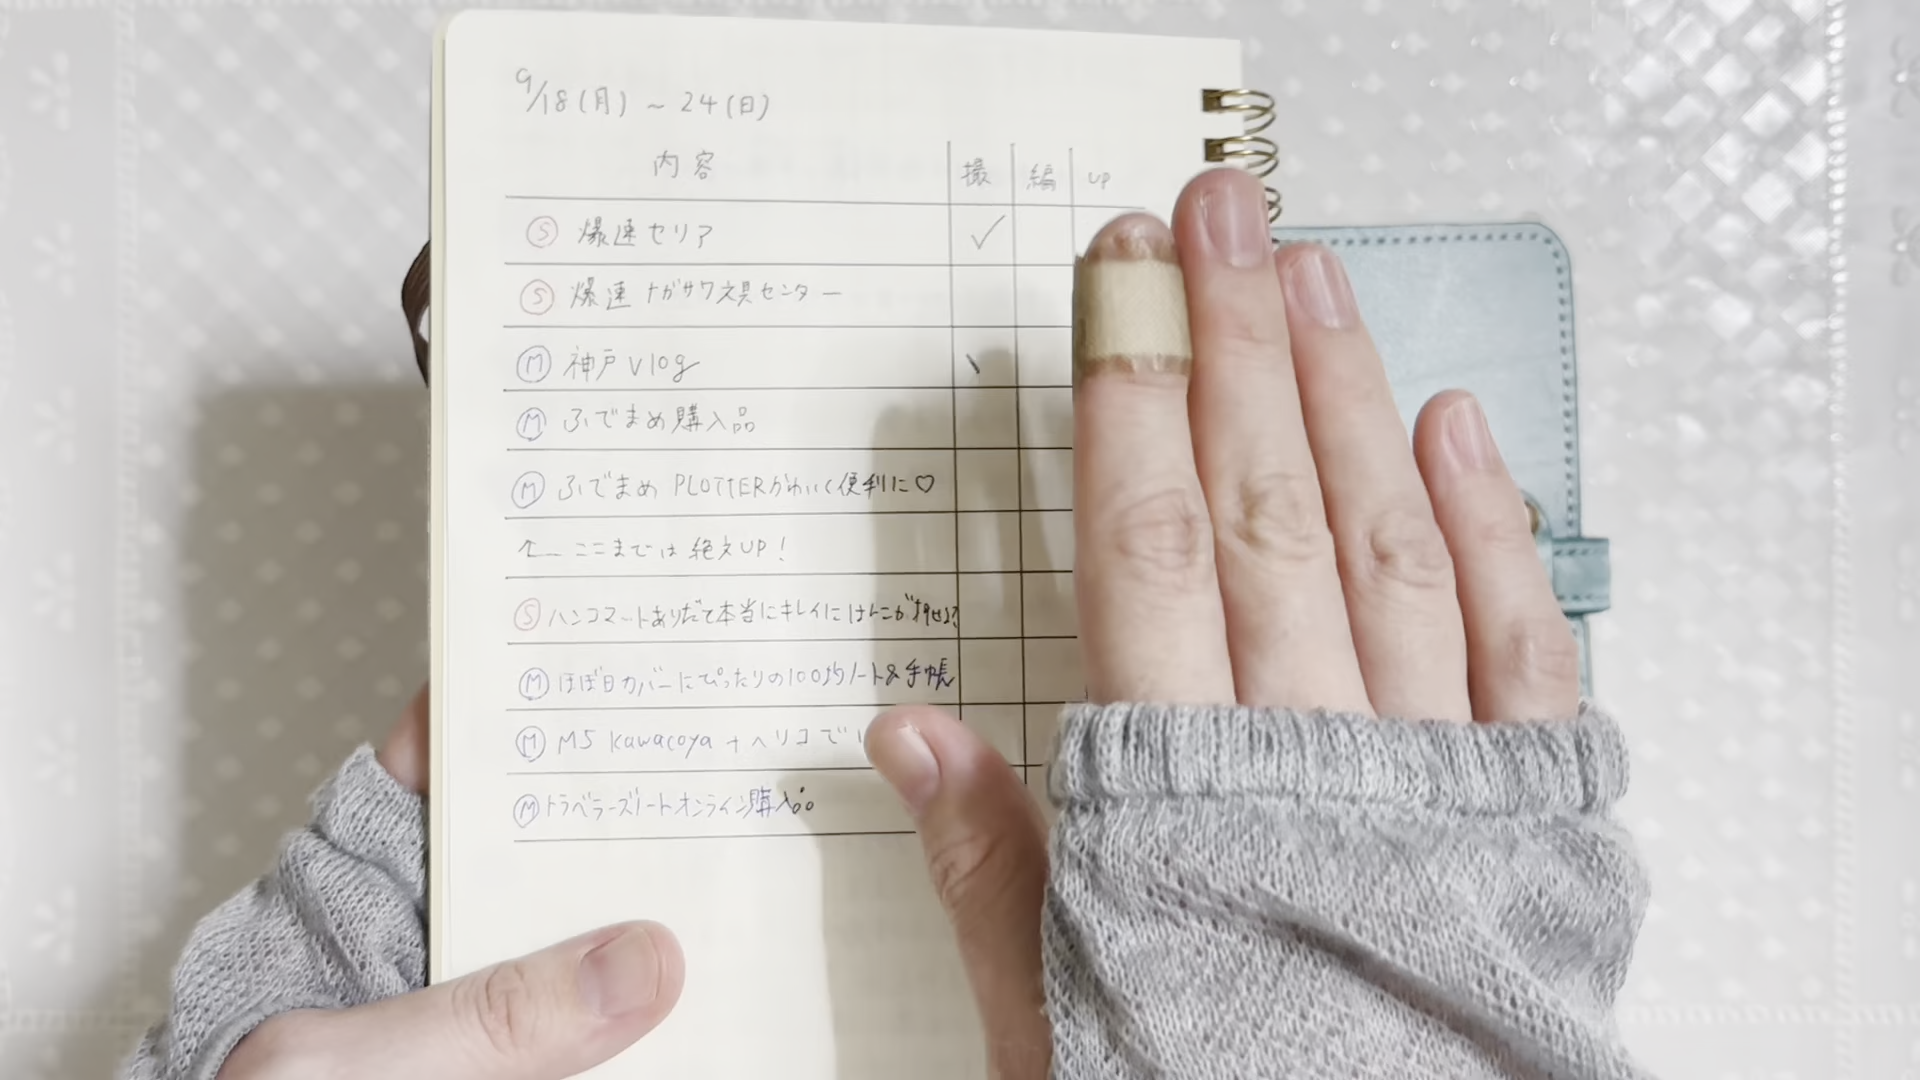 9/18(月) ~ 24(日)
内容 撮 編 UP
Ⓢ 爆速セリア ✓
Ⓢ 爆速ナガサワ文具センター
Ⓜ 神戸Vlog
Ⓜ ふでまめ購入品
Ⓜ ふでまめ PLOTTERかわいく便利に♡
↑ ここまでは絶文UP!
Ⓢ ハンコマートありだて本当にキレイにはんこが押せる?
Ⓜ ほぼ日カバーにぴったりの100均ノート&手帳
Ⓜ M5 kawacoya + ヘリコで
Ⓜ トラベラーズノートオンライン購入品